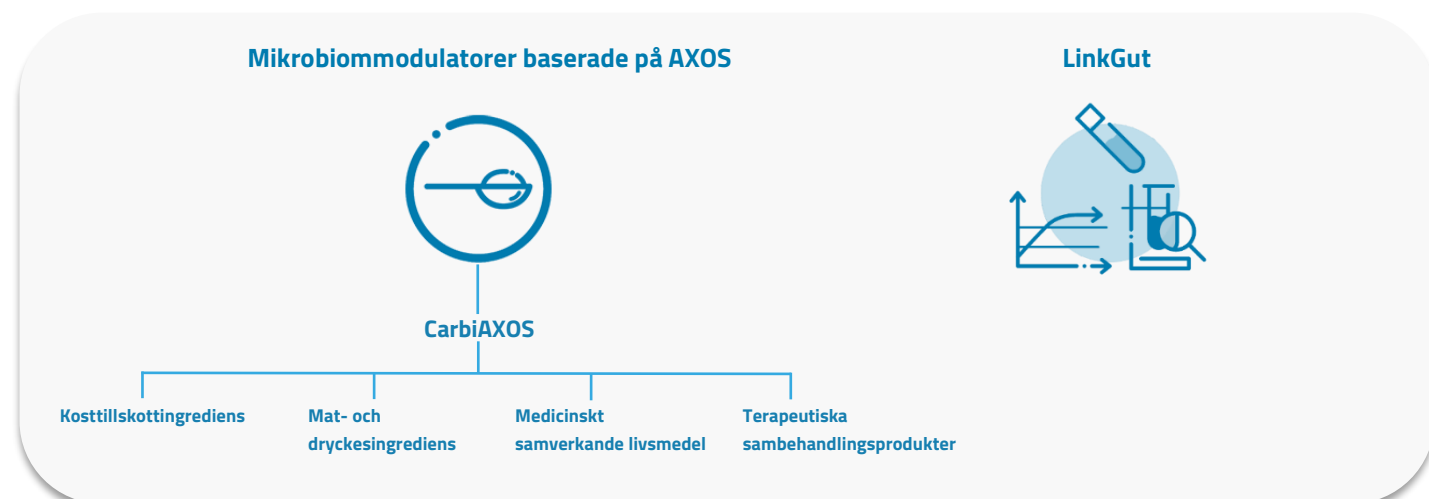 Mikrobiommodulatorer baserade på AXOS
LinkGut
CarbiAXOS
Kosttillskottingrediens
Mat- och
dryckesingrediens
Medicinskt
samverkande livsmedel
Terapeutiska
sambehandlingsprodukter